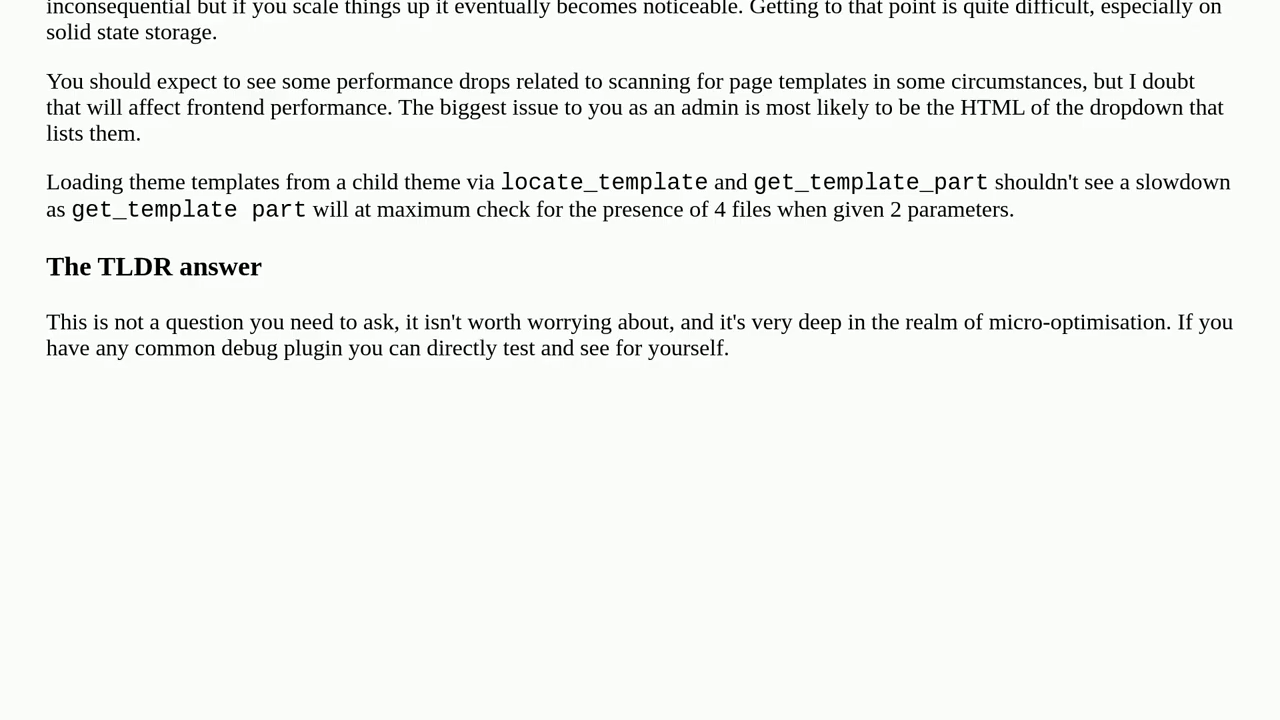 inconsequential but if you scale things up it eventually becomes noticeable. Getting to that point is quite difficult, especially on
solid state storage.
You should expect to see some performance drops related to scanning for page templates in some circumstances, but I doubt
that will affect frontend performance. The biggest issue to you as an admin is most likely to be the HTML of the dropdown that
lists them.
Loading theme templates from a child theme via locate_template and get_template_part shouldn't see a slowdown
as get_template part will at maximum check for the presence of 4 files when given 2 parameters.
The TLDR answer
This is not a question you need to ask, it isn't worth worrying about, and it's very deep in the realm of micro-optimisation. If you
have any common debug plugin you can directly test and see for yourself.